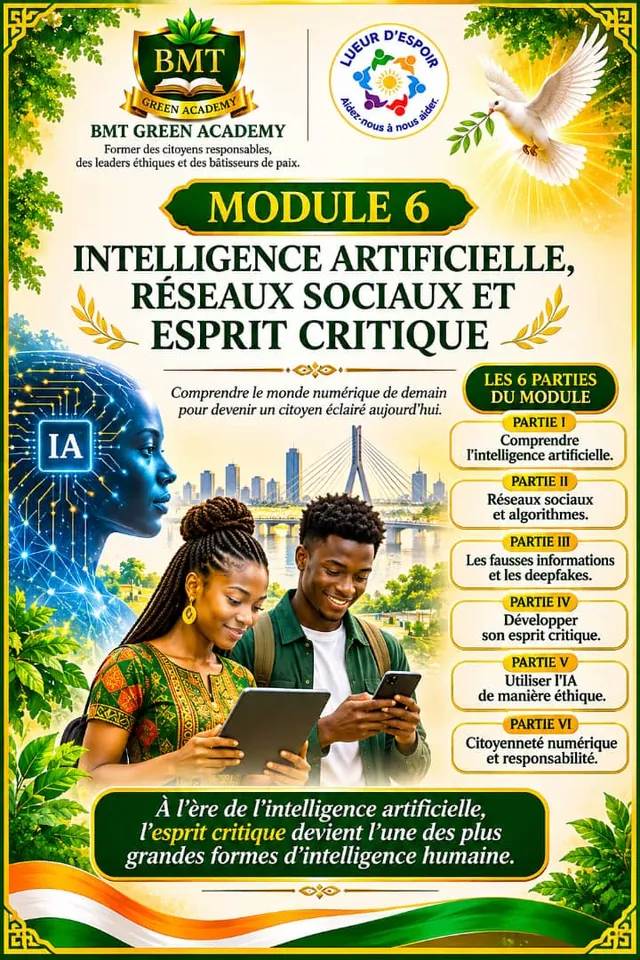 BMT
GREEN ACADEMY
BMT GREEN ACADEMY
Former des citoyens responsables,
des leaders éthiques et des bâtisseurs de paix.
LUEUR D'ESPOIR
Aidez-nous à nous aider.
MODULE 6
INTELLIGENCE ARTIFICIELLE,
RÉSEAUX SOCIAUX ET
ESPRIT CRITIQUE
Comprendre le monde numérique de demain
pour devenir un citoyen éclairé aujourd'hui.
IA
LES 6 PARTIES
DU MODULE
PARTIE I
Comprendre
l'intelligence artificielle.
PARTIE II
Réseaux sociaux
et algorithmes.
PARTIE III
Les fausses informations
et les deepfakes.
PARTIE IV
Développer
son esprit critique.
PARTIE V
Utiliser l'IA
de manière éthique.
PARTIE VI
Citoyenneté numérique
et responsabilité.
À l'ère de l'intelligence artificielle,
l'esprit critique devient l'une des plus
grandes formes d'intelligence humaine.